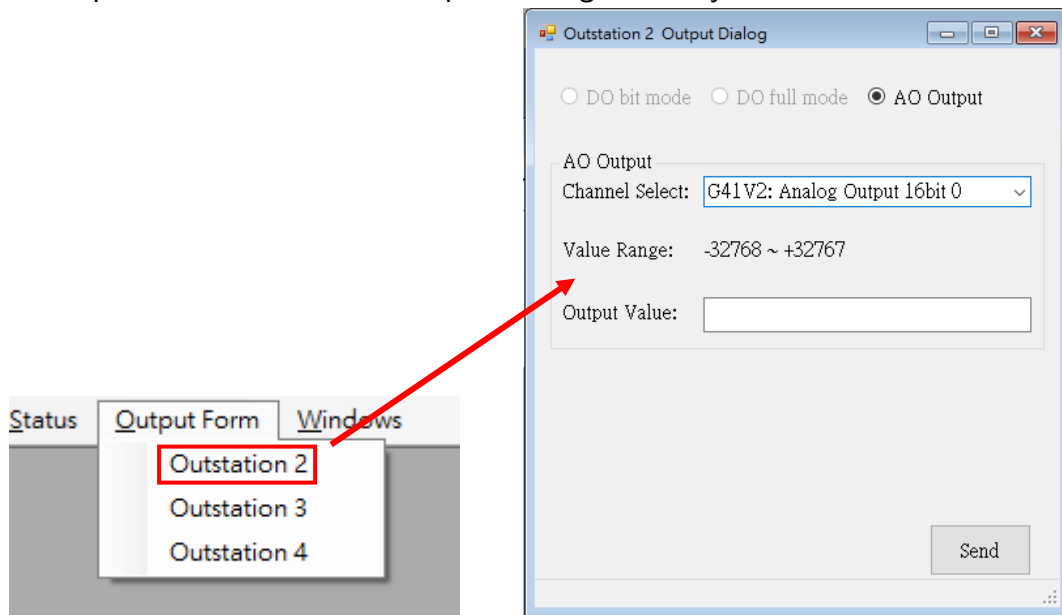 Outstation 2 Output Dialog
DO bit mode DO full mode AO Output
AO Output
Channel Select: G41V2: Analog Output 16bit 0
Value Range: -32768 ~ +32767
Output Value:
Status Output Form Windows
Outstation 2
Outstation 3
Outstation 4
Send